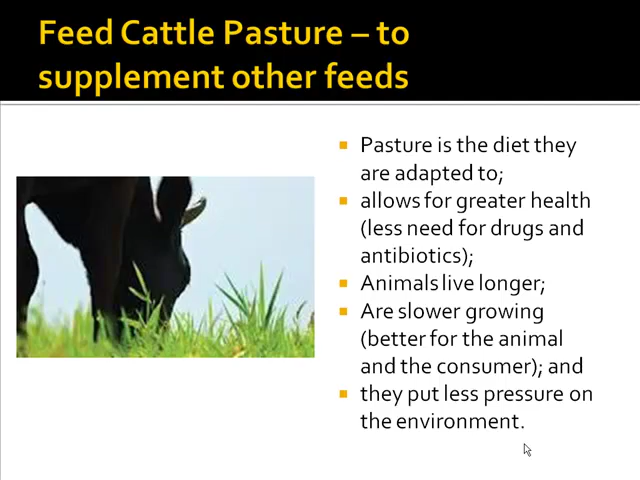 Feed Cattle Pasture – to
supplement other feeds
Pasture is the diet they
are adapted to;
allows for greater health
(less need for drugs and
antibiotics);
Animals live longer;
Are slower growing
(better for the animal
and the consumer); and
they put less pressure on
the environment.